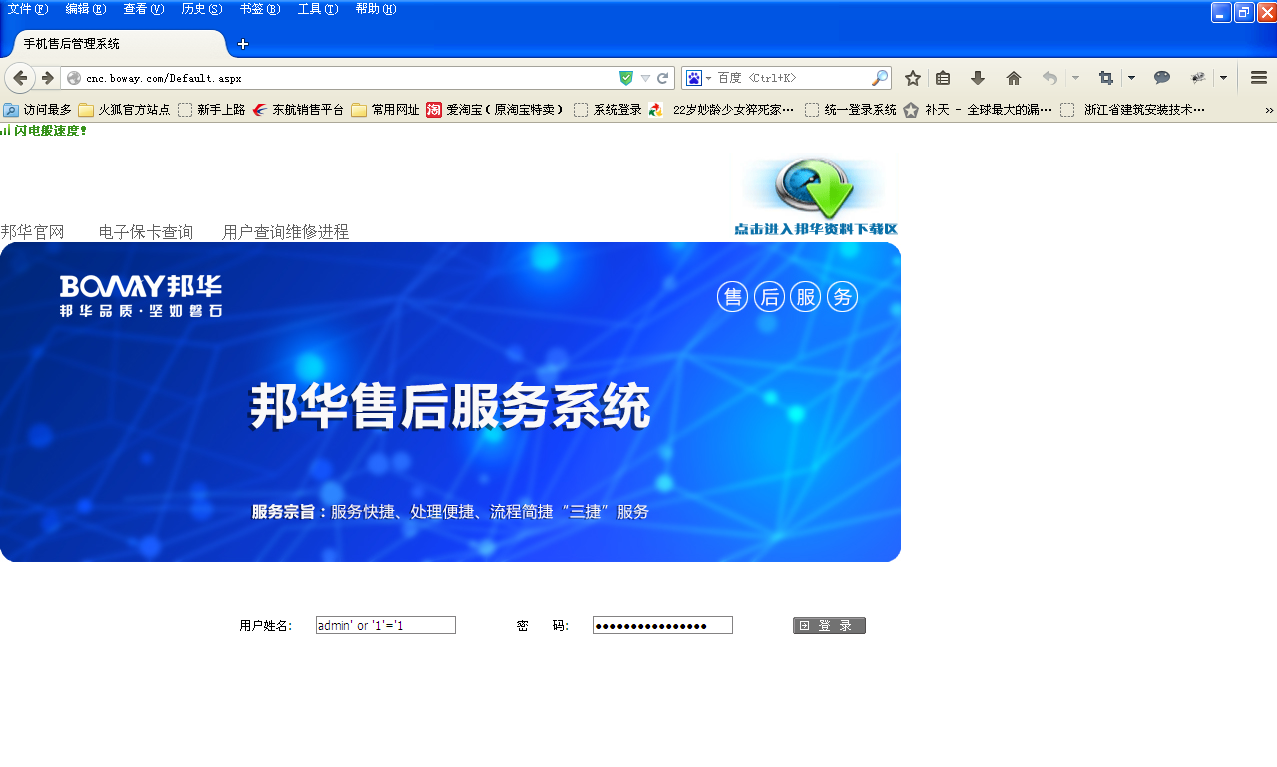 文件(F) 编辑(E) 查看(V) 历史(S) 书签(B) 工具(T) 帮助(H)
手机售后管理系统
cnc.boway.com/Default.aspx 百度 <Ctrl+K>
访问最多 火狐官方站点 新手上路 东航销售平台 常用网址 淘 爱淘宝（原淘宝特卖） 系统登录 22岁妙龄少女猝死家… 统一登录系统 补天 - 全球最大的漏… 浙江省建筑安装技术… »
闪电般速度!
点击进入邦华资料下载区
邦华官网 电子保卡查询 用户查询维修进程
BOWAY邦华
邦华品质·坚如磐石
售后服务
邦华售后服务系统
服务宗旨：服务快捷、处理便捷、流程简捷“三捷”服务
用户姓名: admin' or '1'='1 密 码: ●●●●●●●●●●●●●●●● 登 录